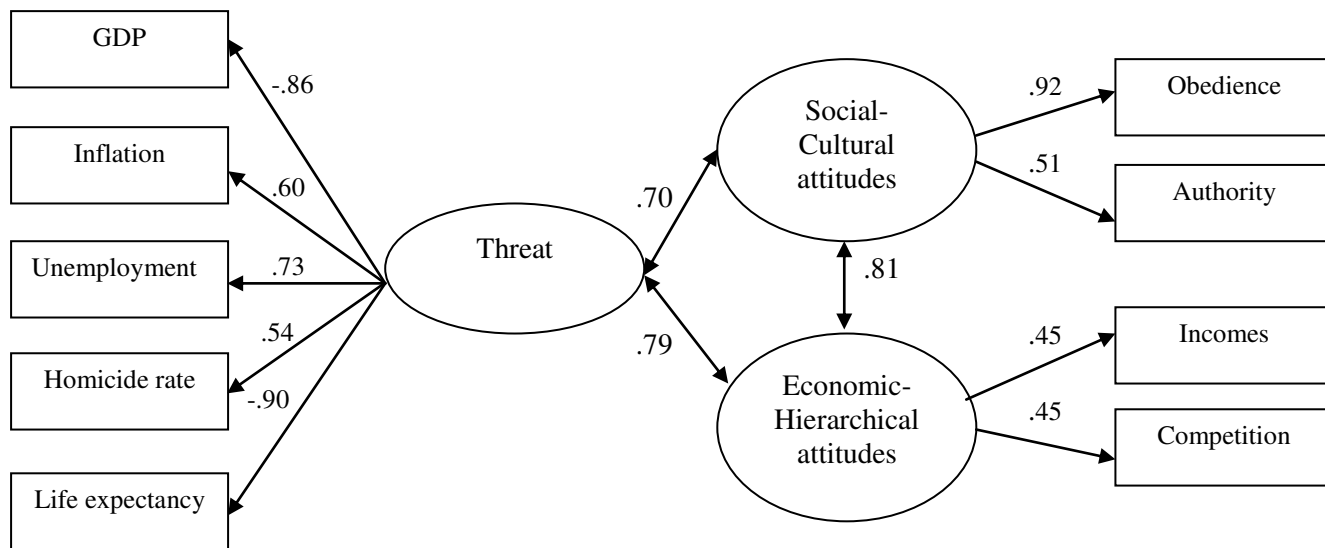 GDP
-.86
Inflation
.60
Unemployment
.73
Homicide rate
.54
Life expectancy
-.90
Threat
.70
.79
Social-
Cultural
attitudes
.81
Economic-
Hierarchical
attitudes
.92
Obedience
.51
Authority
.45
Incomes
.45
Competition